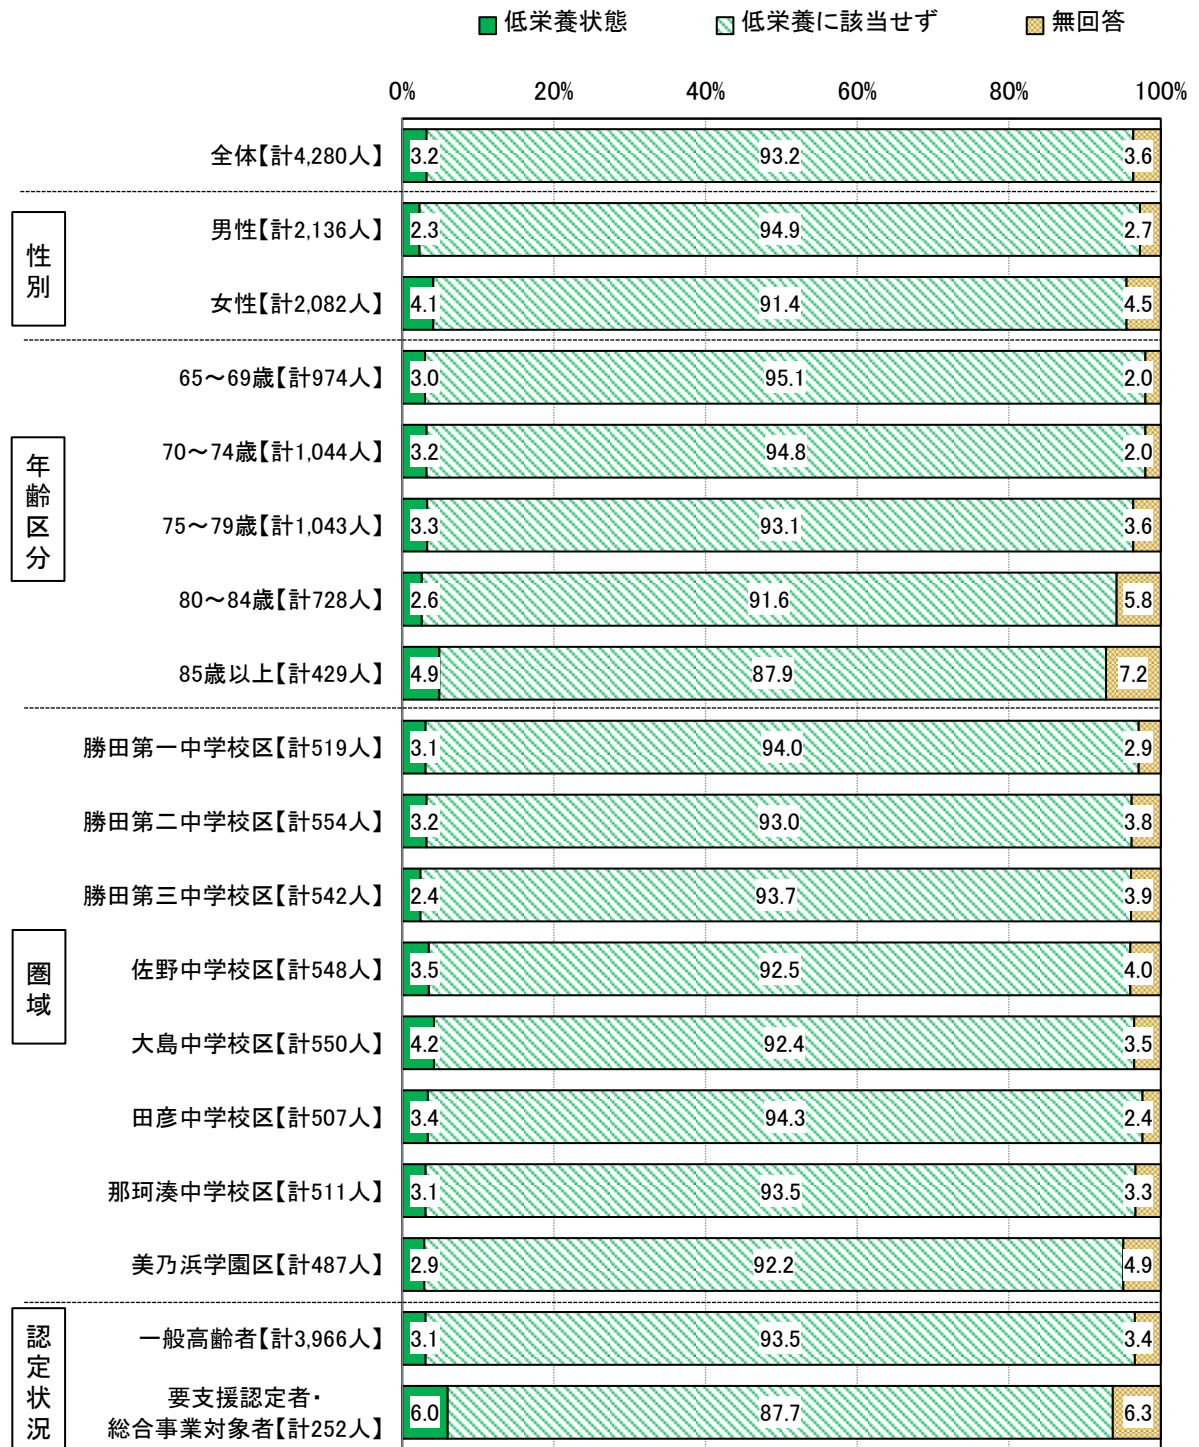 低栄養状態 低栄養に該当せず 無回答
0% 20% 40% 60% 80% 100%
全体【計4,280人】 3.2 93.2 3.6
性別
男性【計2,136人】 2.3 94.9 2.7
女性【計2,082人】 4.1 91.4 4.5
年齢区分
65～69歳【計974人】 3.0 95.1 2.0
70～74歳【計1,044人】 3.2 94.8 2.0
75～79歳【計1,043人】 3.3 93.1 3.6
80～84歳【計728人】 2.6 91.6 5.8
85歳以上【計429人】 4.9 87.9 7.2
圏域
勝田第一中学校区【計519人】 3.1 94.0 2.9
勝田第二中学校区【計554人】 3.2 93.0 3.8
勝田第三中学校区【計542人】 2.4 93.7 3.9
佐野中学校区【計548人】 3.5 92.5 4.0
大島中学校区【計550人】 4.2 92.4 3.5
田彦中学校区【計507人】 3.4 94.3 2.4
那珂湊中学校区【計511人】 3.1 93.5 3.3
美乃浜学園区【計487人】 2.9 92.2 4.9
認定状況
一般高齢者【計3,966人】 3.1 93.5 3.4
要支援認定者・
総合事業対象者【計252人】 6.0 87.7 6.3